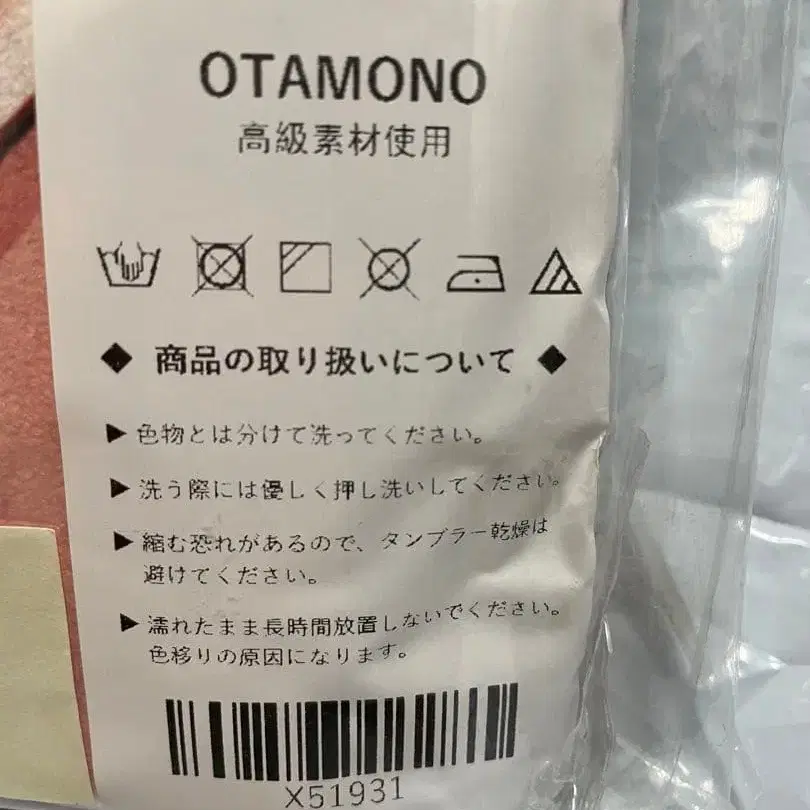 OTAMONO
高級素材使用
◆ 商品の取り扱いについて ◆
▶ 色物とは分けて洗ってください。
▶ 洗う際には優しく押し洗いしてください。
▶ 縮む恐れがあるので、タンブラー乾燥は
避けてください。
▶ 濡れたまま長時間放置しないでください。
色移りの原因になります。
X51931